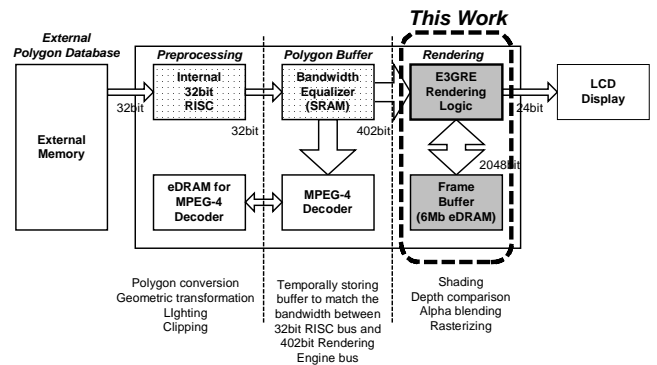 This Work
External
Polygon Database
Preprocessing
Polygon Buffer
Rendering
External
Memory
32bit
Internal
32bit
RISC
32bit
Bandwidth
Equalizer
(SRAM)
402bit
E3GRE
Rendering
Logic
24bit
LCD
Display
2048bit
eDRAM for
MPEG-4
Decoder
MPEG-4
Decoder
Frame
Buffer
(6Mb eDRAM)
Polygon conversion
Geometric transformation
LIghting
Clipping
Temporally storing
buffer to match the
bandwidth between
32bit RISC bus and
402bit Rendering
Engine bus
Shading
Depth comparison
Alpha blending
Rasterizing